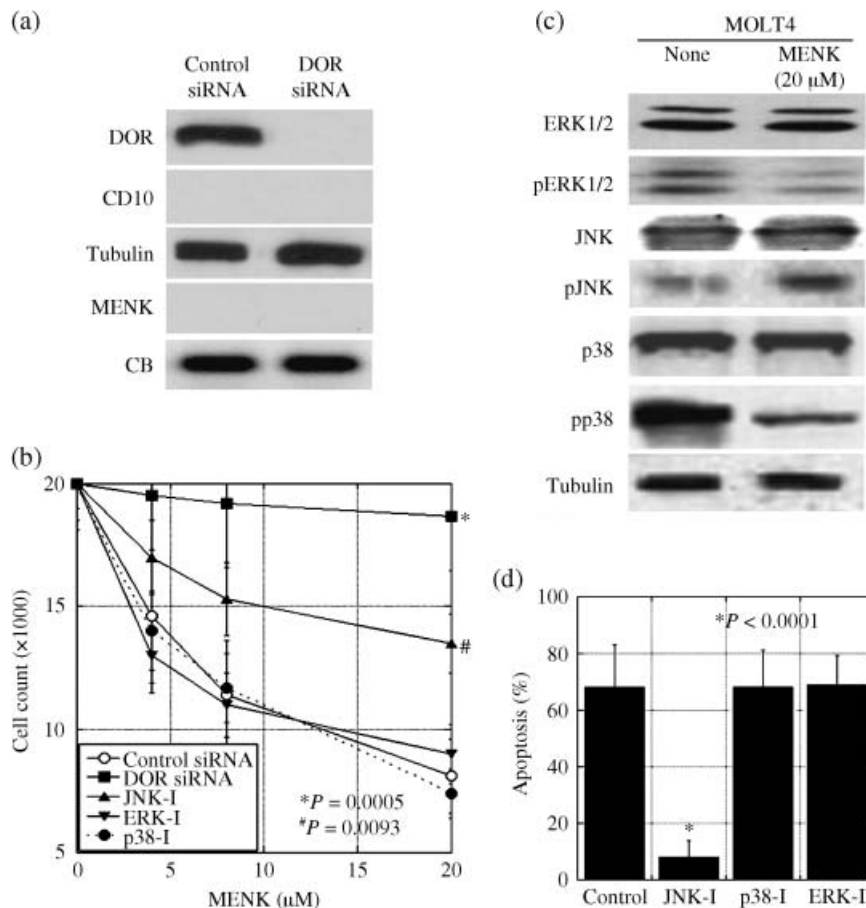 (a)
Control siRNA
DOR siRNA
DOR
CD10
Tubulin
MENK
CB
(b)
Cell count (×1000)
20
15
10
5
0
5
10
15
20
MENK (μM)
Control siRNA
DOR siRNA
JNK-I
ERK-I
p38-I
*P = 0.0005
#P = 0.0093
*
#
(c)
MOLT4
None
MENK
(20 μM)
ERK1/2
pERK1/2
JNK
pJNK
p38
pp38
Tubulin
(d)
Apoptosis (%)
100
80
60
40
20
0
*P < 0.0001
*
Control
JNK-I
p38-I
ERK-I